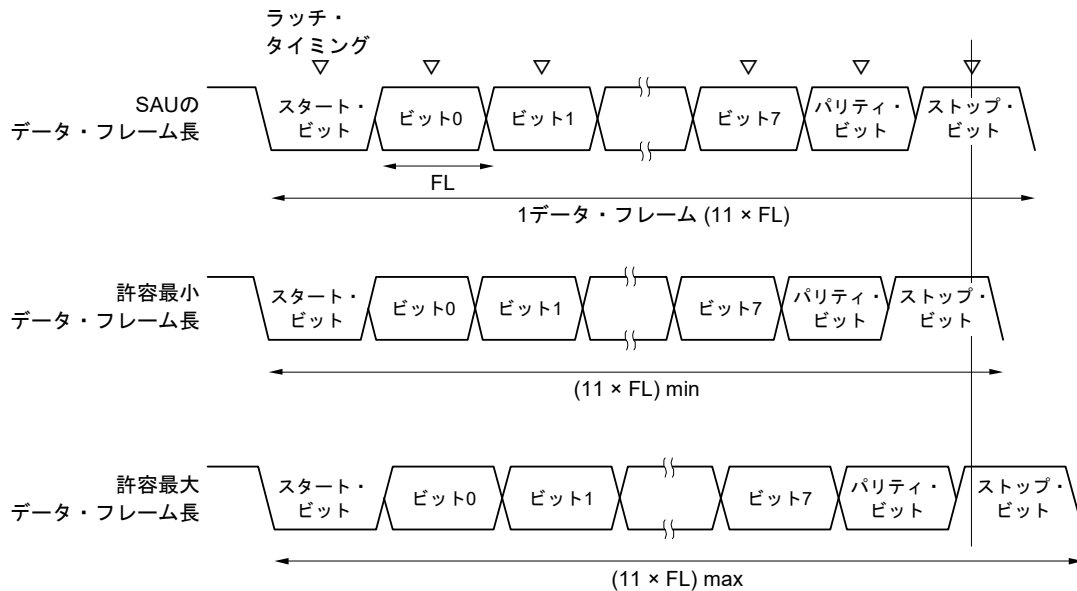 ラッチ・
タイミング
SAUの
データ・フレーム長
スタート・
ビット
ビット0
ビット1
ビット7
パリティ・
ビット
ストップ・
ビット
FL
1データ・フレーム (11 × FL)
許容最小
データ・フレーム長
スタート・
ビット
ビット0
ビット1
ビット7
パリティ・
ビット
ストップ・
ビット
(11 × FL) min
許容最大
データ・フレーム長
スタート・
ビット
ビット0
ビット1
ビット7
パリティ・
ビット
ストップ・
ビット
(11 × FL) max